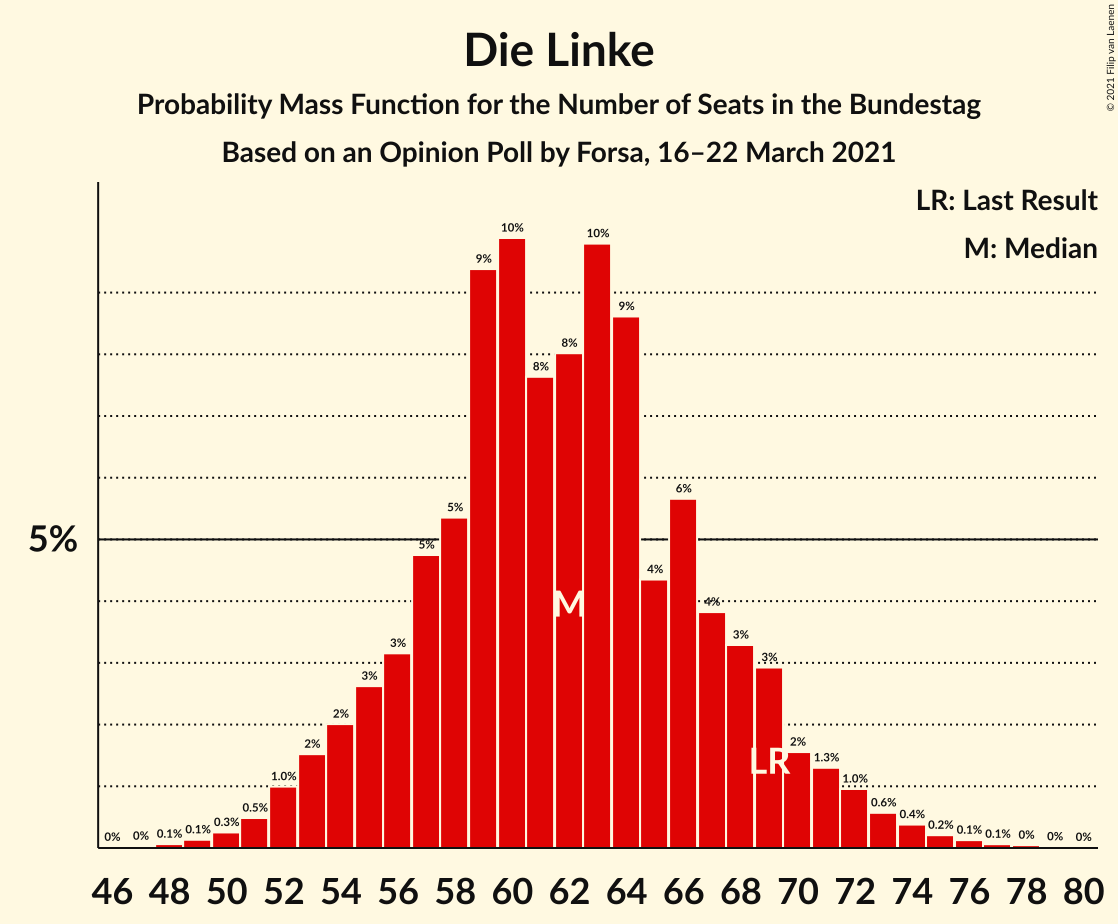 Die Linke
Probability Mass Function for the Number of Seats in the Bundestag
Based on an Opinion Poll by Forsa, 16–22 March 2021
© 2021 Filip van Laenen
LR: Last Result
M: Median
5%
0% 0% 0.1% 0.1% 0.3% 0.5% 1.0% 2% 2% 3% 3% 5% 5% 9% 10% 8% 8% 10% 9% 4% 6% 4% 3% 3% 2% 1.3% 1.0% 0.6% 0.4% 0.2% 0.1% 0.1% 0% 0% 0%
M
LR
46 48 50 52 54 56 58 60 62 64 66 68 70 72 74 76 78 80